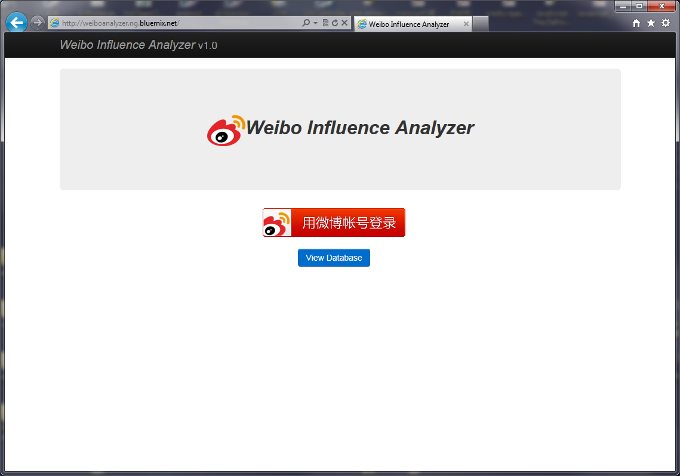 http://weiboanalyzer.ng.bluemix.net/
Weibo Influence Analyzer
Weibo Influence Analyzer v1.0
Weibo Influence Analyzer
用微博帐号登录
View Database